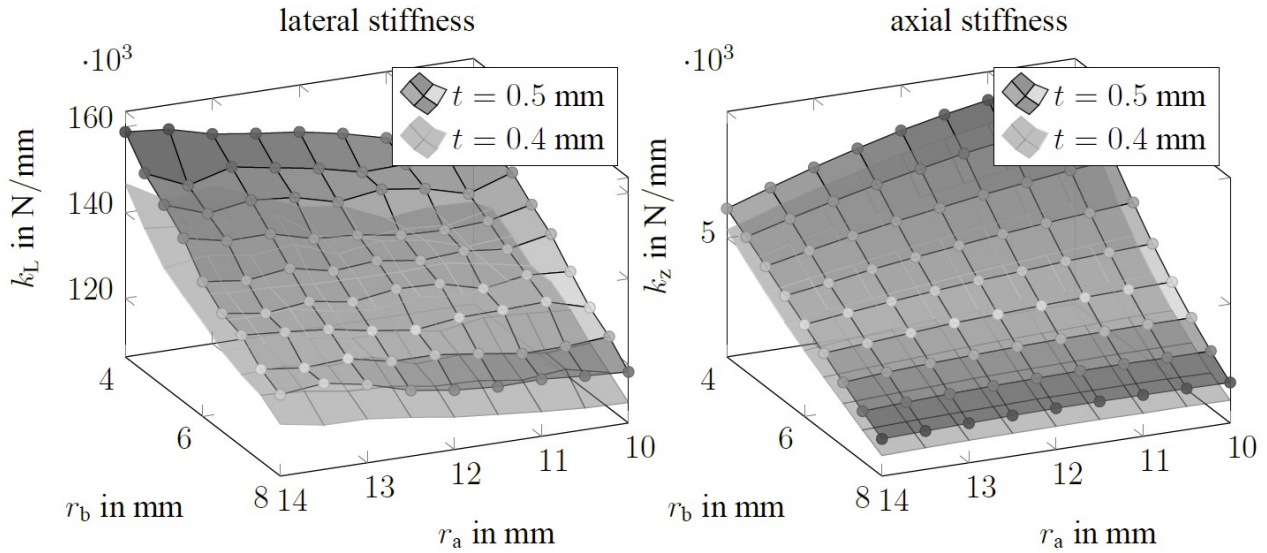 lateral stiffness
·10³
t = 0.5 mm
t = 0.4 mm
160
140
120
k_L in N/mm
4
6
8
r_b in mm
14
13
12
11
10
r_a in mm
axial stiffness
·10³
t = 0.5 mm
t = 0.4 mm
5
k_z in N/mm
4
6
8
r_b in mm
14
13
12
11
10
r_a in mm